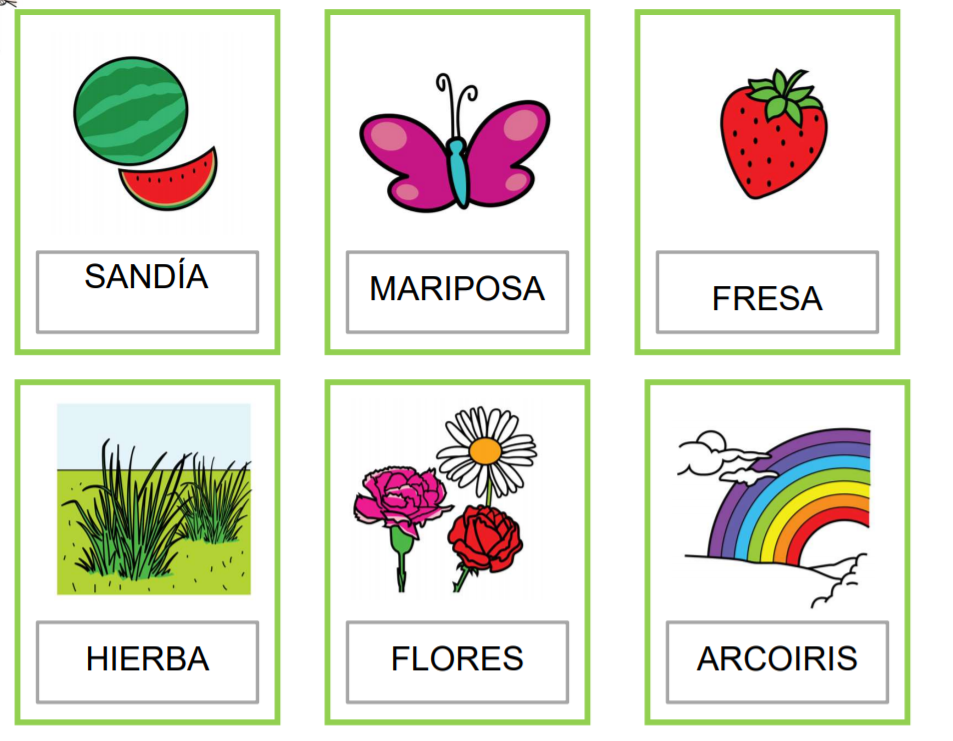 SANDÍA
MARIPOSA
FRESA
HIERBA
FLORES
ARCOIRIS